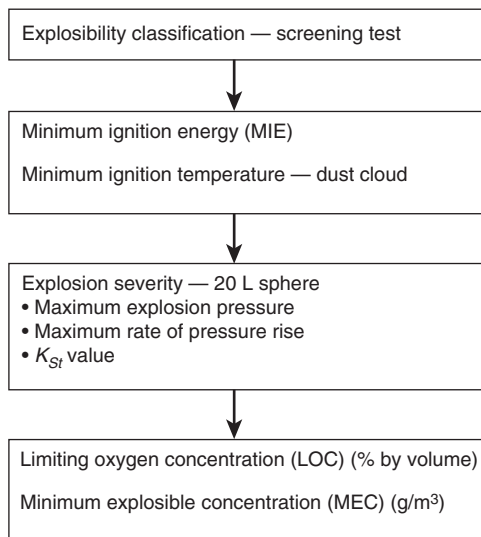 Explosibility classification — screening test
Minimum ignition energy (MIE)
Minimum ignition temperature — dust cloud
Explosion severity — 20 L sphere
• Maximum explosion pressure
• Maximum rate of pressure rise
• K_St value
Limiting oxygen concentration (LOC) (% by volume)
Minimum explosible concentration (MEC) (g/m³)